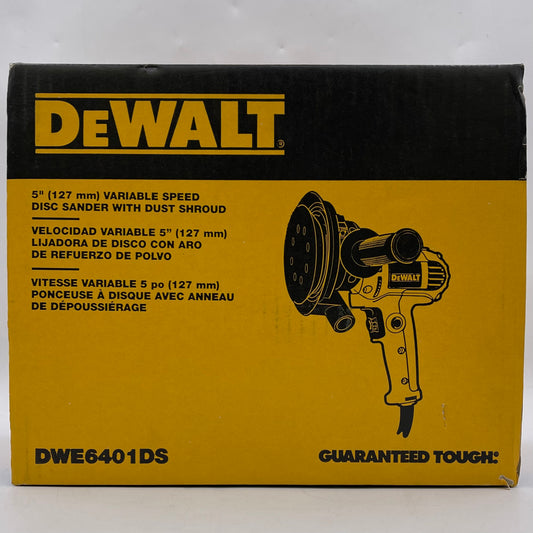 DEWALT®
5" (127 mm) VARIABLE SPEED
DISC SANDER WITH DUST SHROUD
VELOCIDAD VARIABLE 5" (127 mm)
LIJADORA DE DISCO CON ARO
DE REFUERZO DE POLVO
VITESSE VARIABLE 5 po (127 mm)
PONCEUSE À DISQUE AVEC ANNEAU
DE DÉPOUSSIÉRAGE
DEWALT
DWE6401DS
GUARANTEED TOUGH®